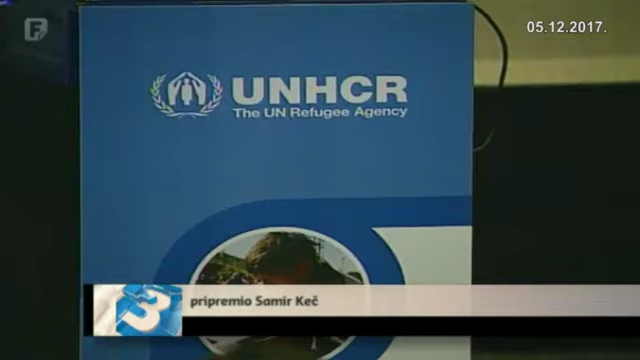 05.12.2017.
UNHCR
The UN Refugee Agency
3
pripremio Samir Keč